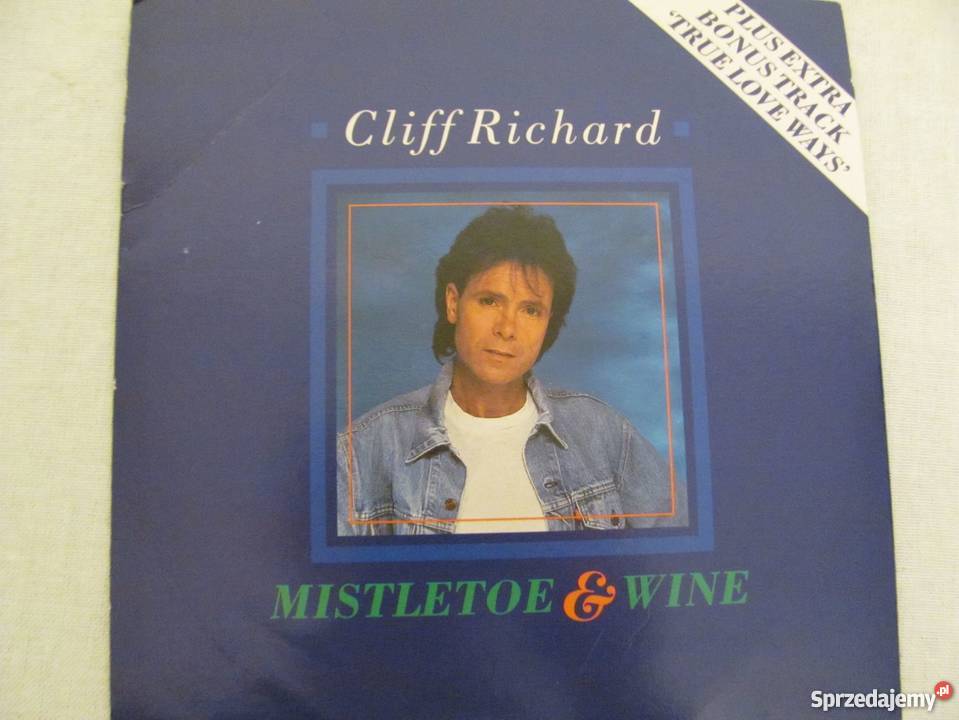 PLUS EXTRA
BONUS TRACK
'TRUE LOVE WAYS'
Cliff Richard
MISTLETOE & WINE
Sprzedajemy.pl